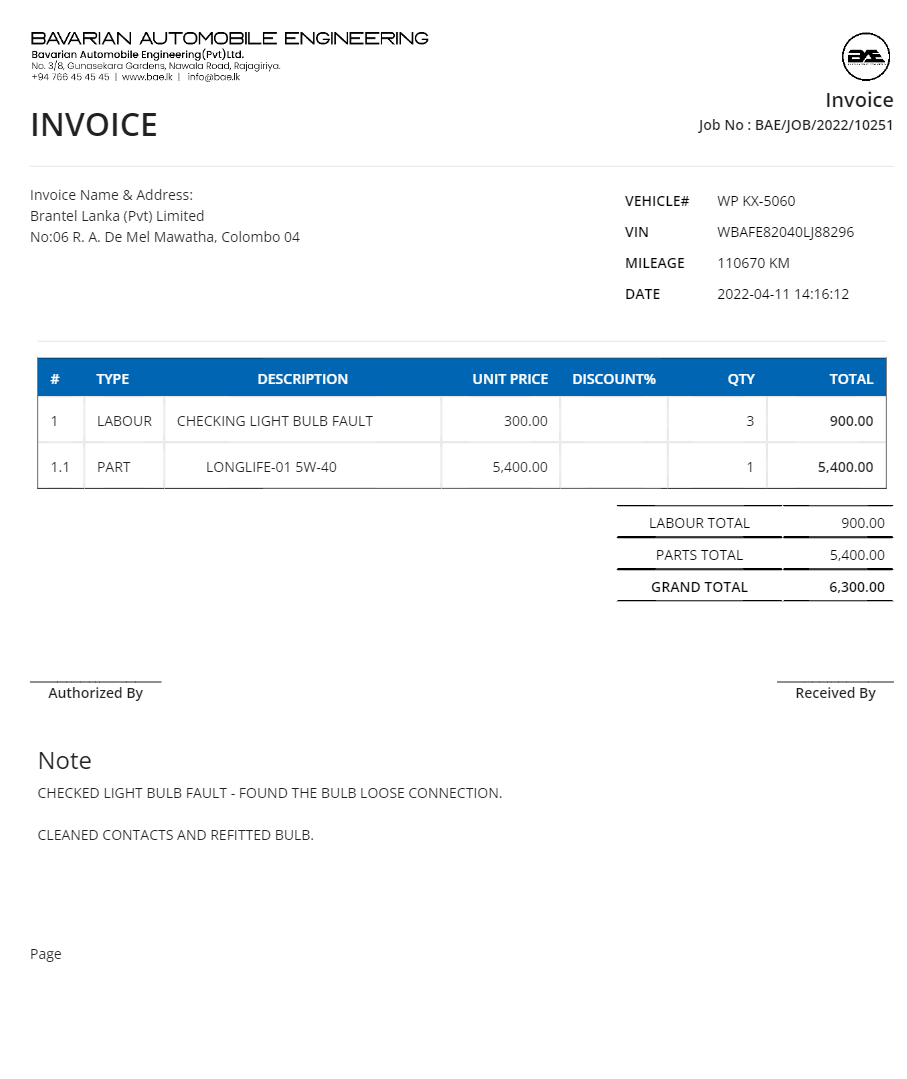 BAVARIAN AUTOMOBILE ENGINEERING
Bavarian Automobile Engineering(Pvt)Ltd.
No. 3/8, Gunasekara Gardens, Nawala Road, Rajagiriya.
+94 766 45 45 45 | www.bae.lk | info@bae.lk
BAE
Invoice
INVOICE
Job No : BAE/JOB/2022/10251
Invoice Name & Address:
Brantel Lanka (Pvt) Limited
No:06 R. A. De Mel Mawatha, Colombo 04
VEHICLE# WP KX-5060
VIN WBAFE82040LJ88296
MILEAGE 110670 KM
DATE 2022-04-11 14:16:12
# TYPE DESCRIPTION UNIT PRICE DISCOUNT% QTY TOTAL
1 LABOUR CHECKING LIGHT BULB FAULT 300.00 3 900.00
1.1 PART LONGLIFE-01 5W-40 5,400.00 1 5,400.00
LABOUR TOTAL 900.00
PARTS TOTAL 5,400.00
GRAND TOTAL 6,300.00
Authorized By Received By
Note
CHECKED LIGHT BULB FAULT - FOUND THE BULB LOOSE CONNECTION.
CLEANED CONTACTS AND REFITTED BULB.
Page